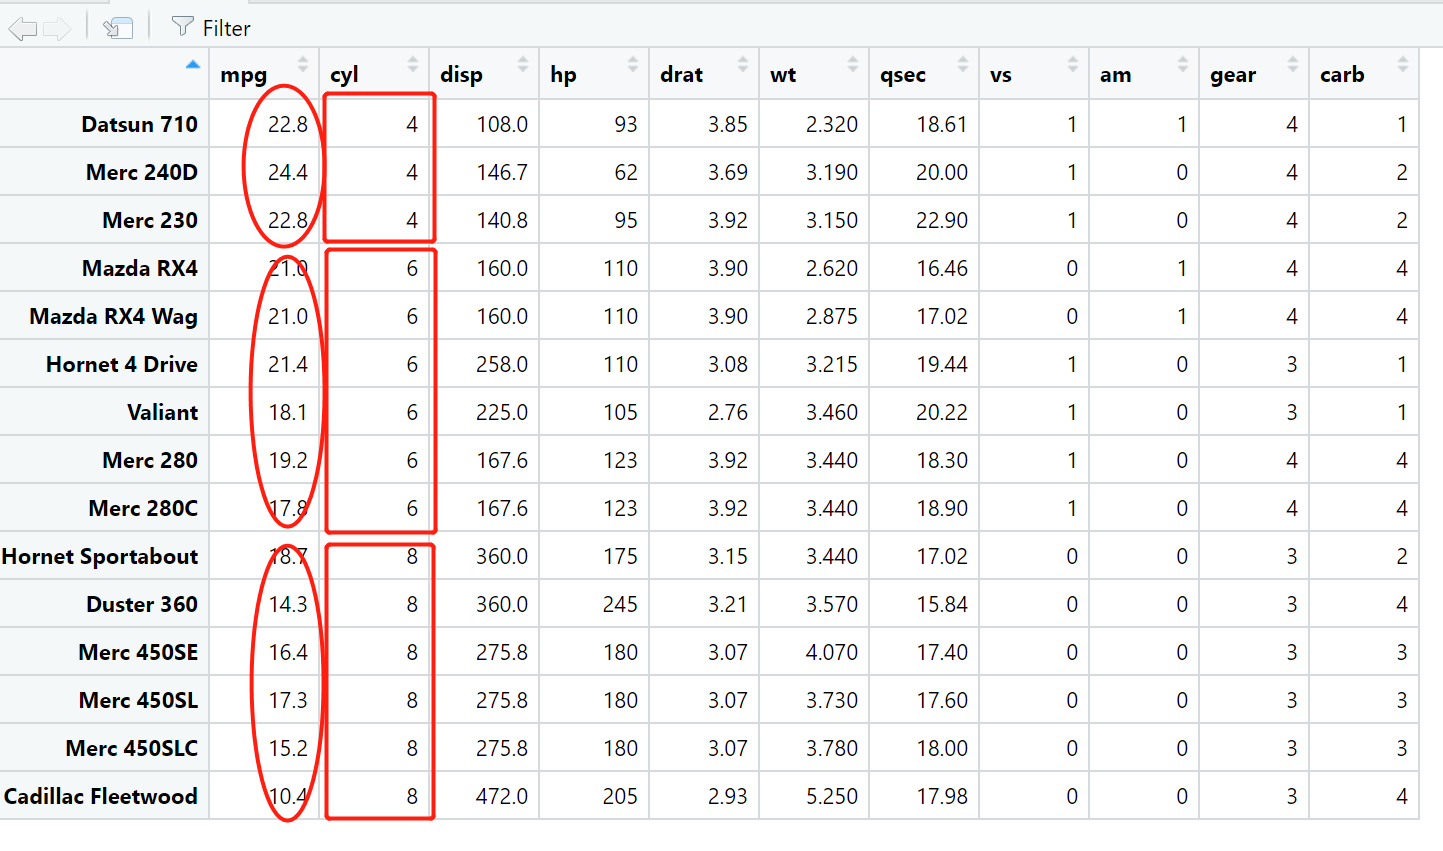 Filter
mpg cyl disp hp drat wt qsec vs am gear carb
Datsun 710 22.8 4 108.0 93 3.85 2.320 18.61 1 1 4 1
Merc 240D 24.4 4 146.7 62 3.69 3.190 20.00 1 0 4 2
Merc 230 22.8 4 140.8 95 3.92 3.150 22.90 1 0 4 2
Mazda RX4 21.0 6 160.0 110 3.90 2.620 16.46 0 1 4 4
Mazda RX4 Wag 21.0 6 160.0 110 3.90 2.875 17.02 0 1 4 4
Hornet 4 Drive 21.4 6 258.0 110 3.08 3.215 19.44 1 0 3 1
Valiant 18.1 6 225.0 105 2.76 3.460 20.22 1 0 3 1
Merc 280 19.2 6 167.6 123 3.92 3.440 18.30 1 0 4 4
Merc 280C 17.8 6 167.6 123 3.92 3.440 18.90 1 0 4 4
Hornet Sportabout 18.7 8 360.0 175 3.15 3.440 17.02 0 0 3 2
Duster 360 14.3 8 360.0 245 3.21 3.570 15.84 0 0 3 4
Merc 450SE 16.4 8 275.8 180 3.07 4.070 17.40 0 0 3 3
Merc 450SL 17.3 8 275.8 180 3.07 3.730 17.60 0 0 3 3
Merc 450SLC 15.2 8 275.8 180 3.07 3.780 18.00 0 0 3 3
Cadillac Fleetwood 10.4 8 472.0 205 2.93 5.250 17.98 0 0 3 4